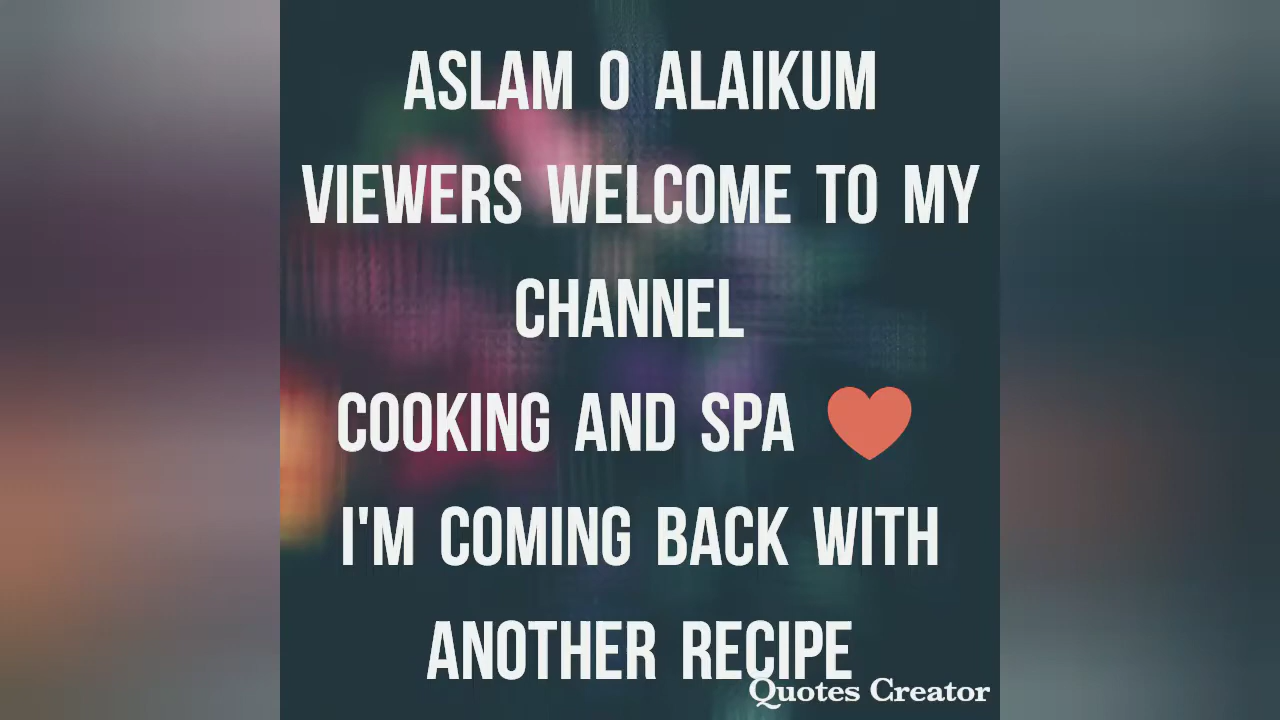 ASLAM O ALAIKUM
VIEWERS WELCOME TO MY
CHANNEL
COOKING AND SPA ♥
I'M COMING BACK WITH
ANOTHER RECIPE
Quotes Creator